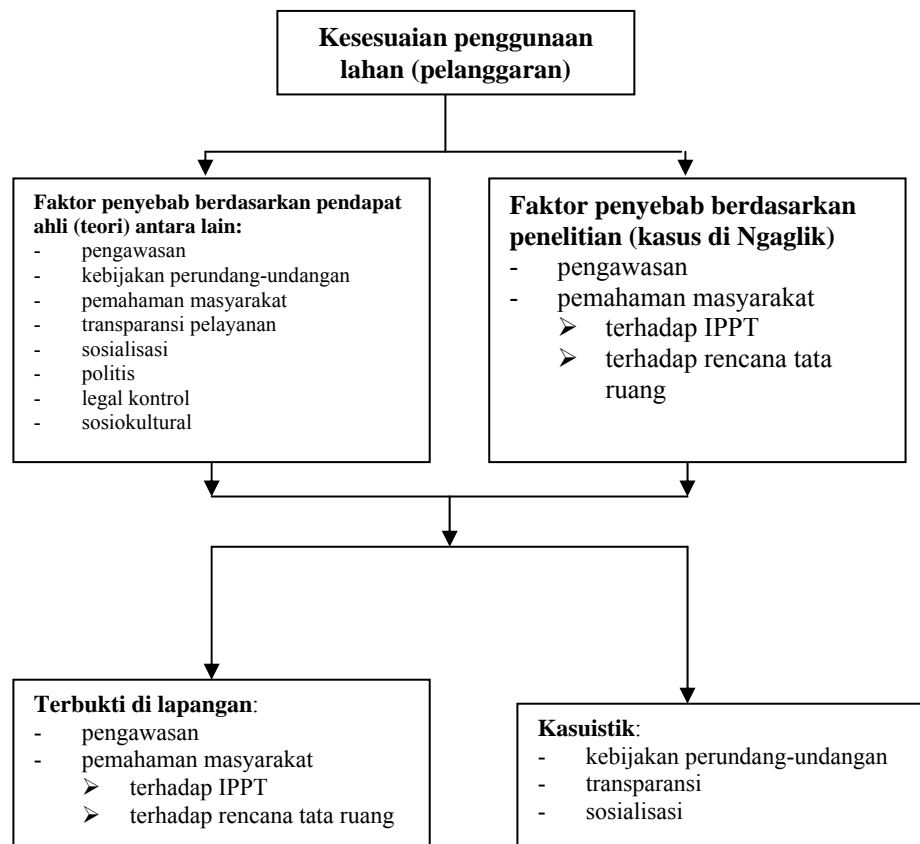 Kesesuaian penggunaan
lahan (pelanggaran)
Faktor penyebab berdasarkan pendapat
ahli (teori) antara lain:
- pengawasan
- kebijakan perundang-undangan
- pemahaman masyarakat
- transparansi pelayanan
- sosialisasi
- politis
- legal kontrol
- sosiokultural
Faktor penyebab berdasarkan
penelitian (kasus di Ngaglik)
- pengawasan
- pemahaman masyarakat
➢ terhadap IPPT
➢ terhadap rencana tata
ruang
Terbukti di lapangan:
- pengawasan
- pemahaman masyarakat
➢ terhadap IPPT
➢ terhadap rencana tata ruang
Kasuistik:
- kebijakan perundang-undangan
- transparansi
- sosialisasi